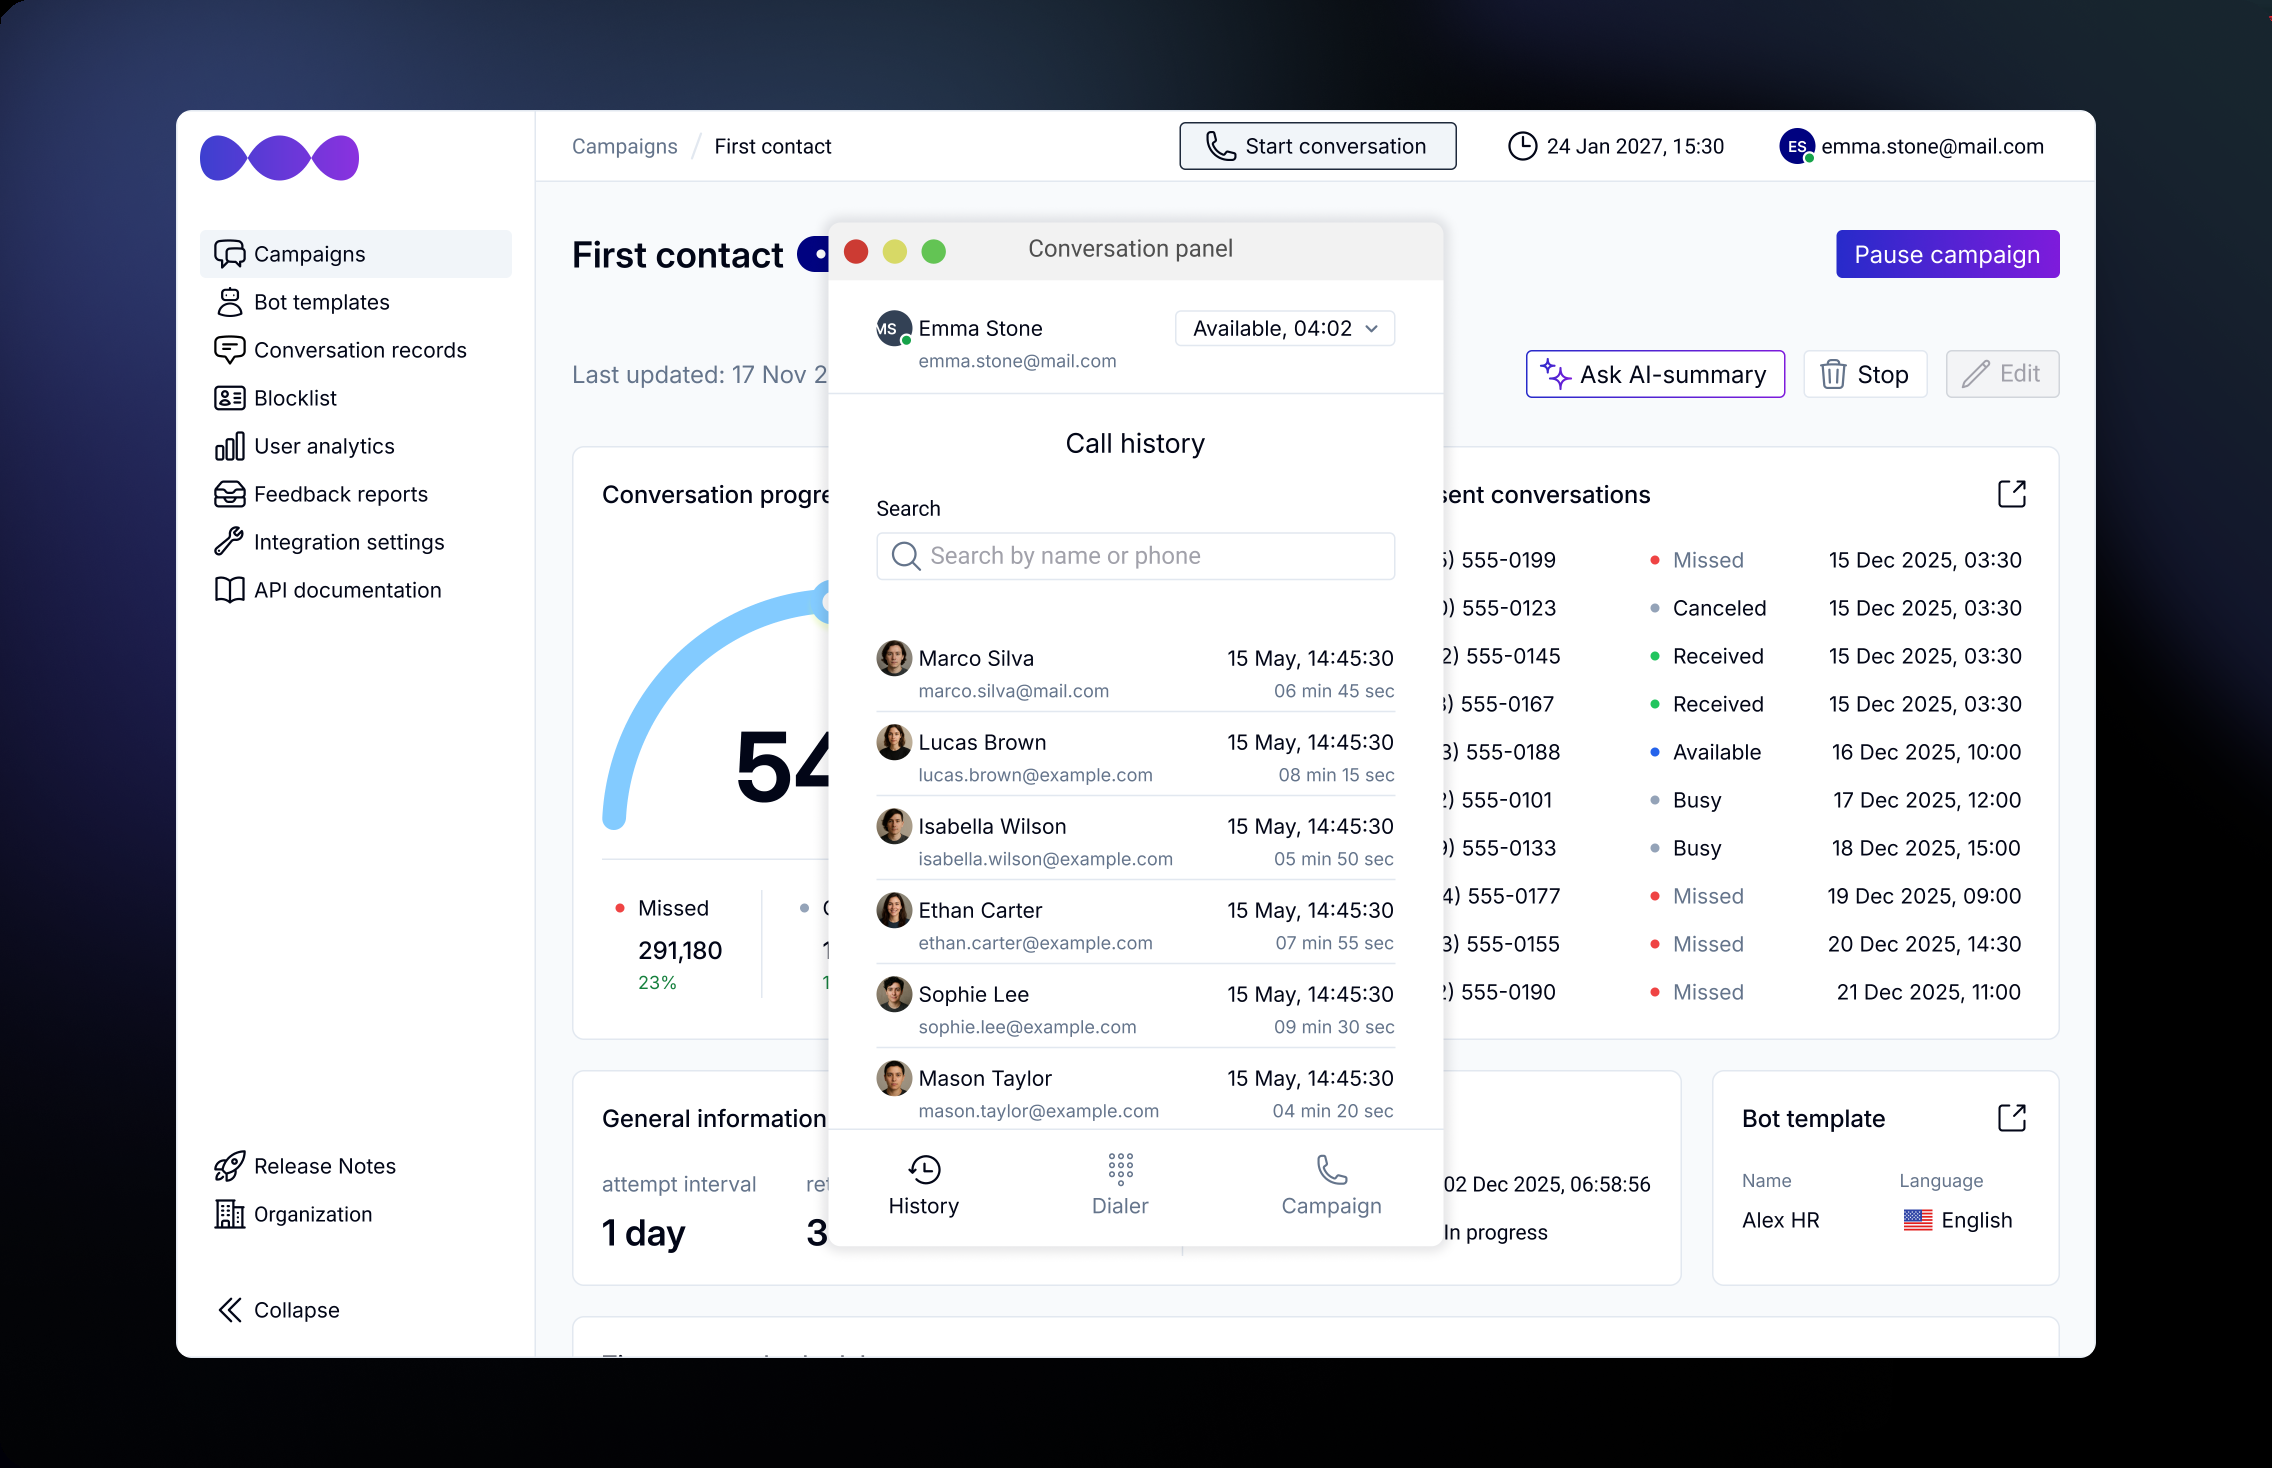 Campaigns / First contact
Start conversation
24 Jan 2027, 15:30
ES
emma.stone@mail.com
Campaigns
Bot templates
Conversation records
Blocklist
User analytics
Feedback reports
Integration settings
API documentation
Release Notes
Organization
Collapse
First contact
Pause campaign
Last updated: 17 Nov 2
Ask AI-summary
Stop
Edit
Conversation progre
54
Missed
291,180
23%
General information
attempt interval
1 day
3
Conversation panel
MS
Emma Stone
emma.stone@mail.com
Available, 04:02
Call history
Search
Search by name or phone
Marco Silva 15 May, 14:45:30
marco.silva@mail.com 06 min 45 sec
Lucas Brown 15 May, 14:45:30
lucas.brown@example.com 08 min 15 sec
Isabella Wilson 15 May, 14:45:30
isabella.wilson@example.com 05 min 50 sec
Ethan Carter 15 May, 14:45:30
ethan.carter@example.com 07 min 55 sec
Sophie Lee 15 May, 14:45:30
sophie.lee@example.com 09 min 30 sec
Mason Taylor 15 May, 14:45:30
mason.taylor@example.com 04 min 20 sec
History
Dialer
Campaign
sent conversations
) 555-0199 Missed 15 Dec 2025, 03:30
) 555-0123 Canceled 15 Dec 2025, 03:30
2) 555-0145 Received 15 Dec 2025, 03:30
) 555-0167 Received 15 Dec 2025, 03:30
3) 555-0188 Available 16 Dec 2025, 10:00
) 555-0101 Busy 17 Dec 2025, 12:00
) 555-0133 Busy 18 Dec 2025, 15:00
4) 555-0177 Missed 19 Dec 2025, 09:00
3) 555-0155 Missed 20 Dec 2025, 14:30
) 555-0190 Missed 21 Dec 2025, 11:00
02 Dec 2025, 06:58:56
In progress
Bot template
Name
Alex HR
Language
English